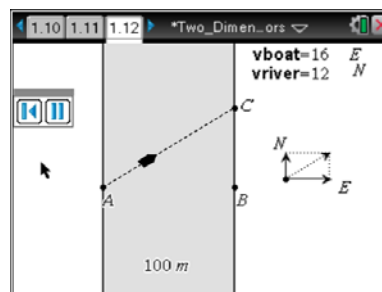 1.10 1.11 1.12 *Two_Dimen...ors
vboat=16 E
vriver=12 N
C
N
E
A
B
100 m